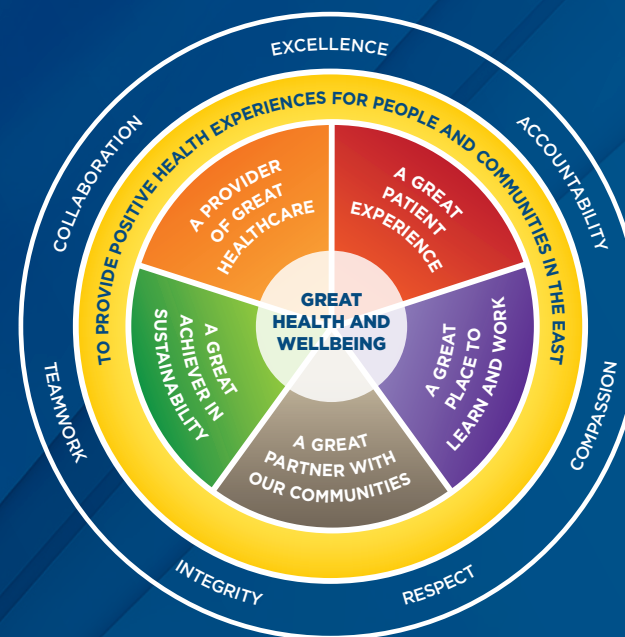 EXCELLENCE
ACCOUNTABILITY
COMPASSION
RESPECT
INTEGRITY
TEAMWORK
COLLABORATION
TO PROVIDE POSITIVE HEALTH EXPERIENCES FOR PEOPLE AND COMMUNITIES IN THE EAST
A PROVIDER
OF GREAT
HEALTHCARE
A GREAT
PATIENT
EXPERIENCE
A GREAT
PLACE TO
LEARN AND WORK
A GREAT
PARTNER WITH
OUR COMMUNITIES
A GREAT
ACHIEVER IN
SUSTAINABILITY
GREAT
HEALTH AND
WELLBEING